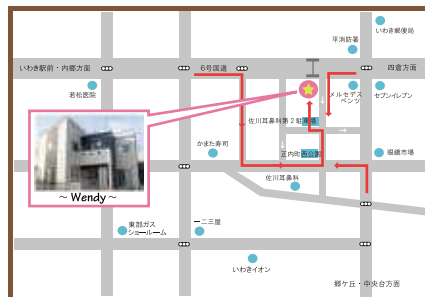 いわき郵便局
平消防署
いわき駅前・内郷方面
6号国道
四倉方面
若松医院
メルセデス
ベンツ
セブンイレブン
佐川耳鼻科第2駐車場
かまた寿司
正内町西公園
眼鏡市場
佐川耳鼻科
～ Wendy ～
東部ガス
ショールーム
一二三屋
いわきイオン
郷ケ丘・中央台方面